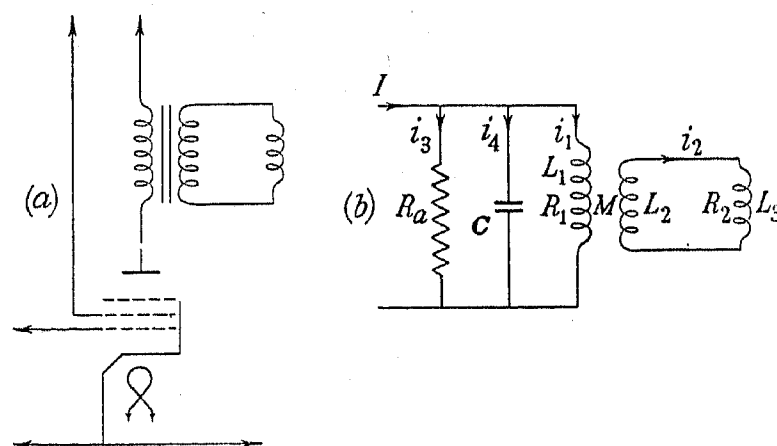 (a)
(b)
I
i₃ i₄ i₁ i₂
L₁
Rₐ C R₁ M L₂ R₂ L₃